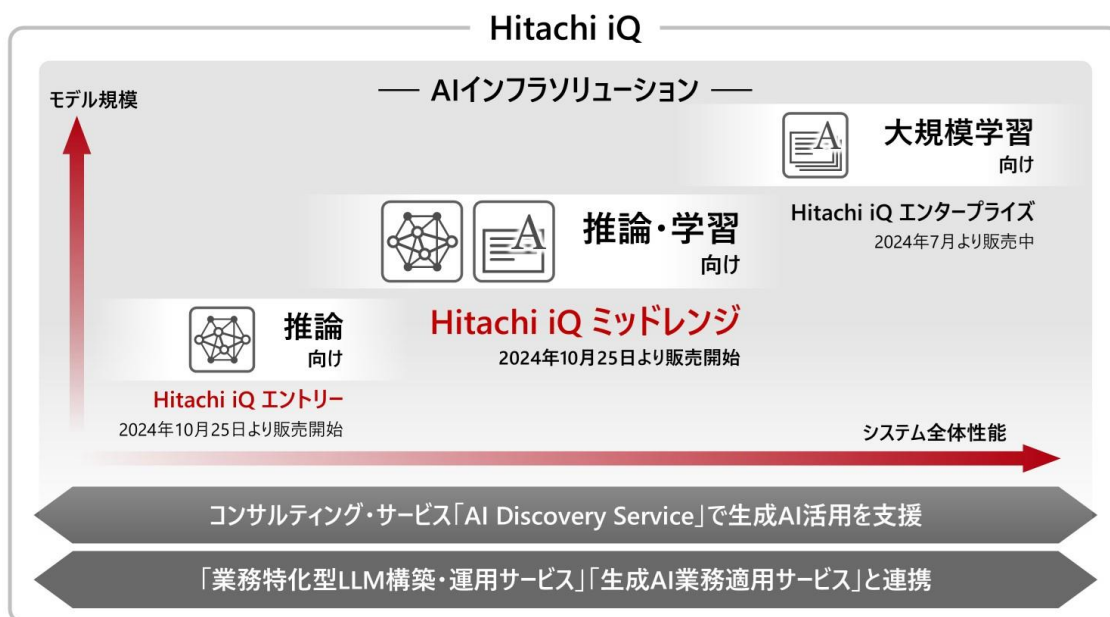 Hitachi iQ
AIインフラソリューション
モデル規模
大規模学習
向け
Hitachi iQ エンタープライズ
2024年7月より販売中
推論・学習
向け
Hitachi iQ ミッドレンジ
2024年10月25日より販売開始
推論
向け
Hitachi iQ エントリー
2024年10月25日より販売開始
システム全体性能
コンサルティング・サービス「AI Discovery Service」で生成AI活用を支援
「業務特化型LLM構築・運用サービス」「生成AI業務適用サービス」と連携